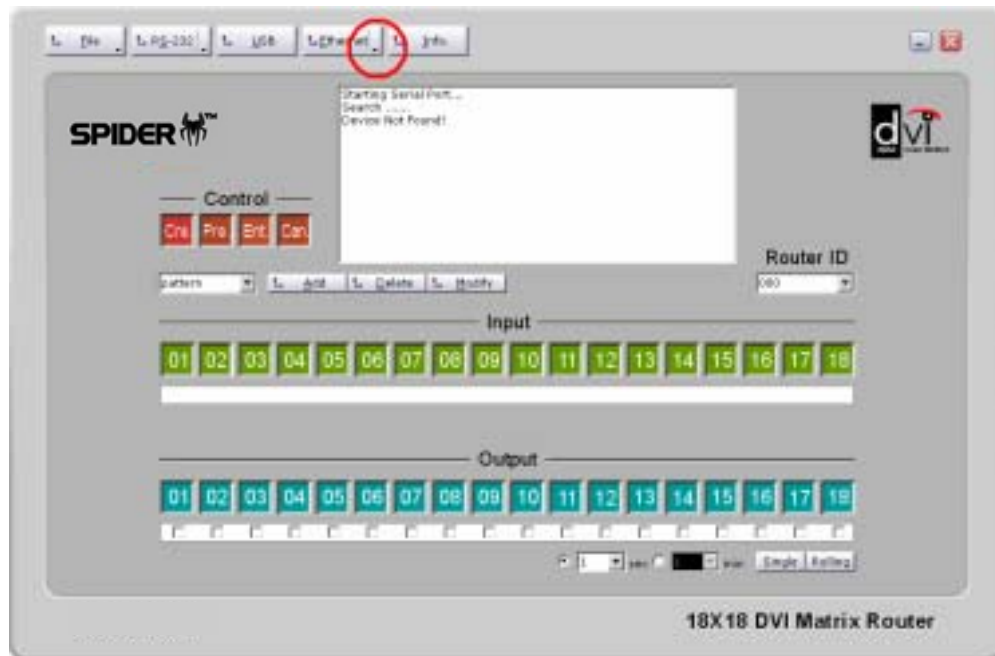 File RS-232 USB Ethernet Info.
Starting Serial Port...
Search .....
Device Not Found!
SPIDER™
dvi
Control
Cre. Pre. Ent. Can.
Router ID
pattern Add Delete Modify 000
Input
01 02 03 04 05 06 07 08 09 10 11 12 13 14 15 16 17 18
Output
01 02 03 04 05 06 07 08 09 10 11 12 13 14 15 16 17 18
1 sec min Single Rolling
18X18 DVI Matrix Router